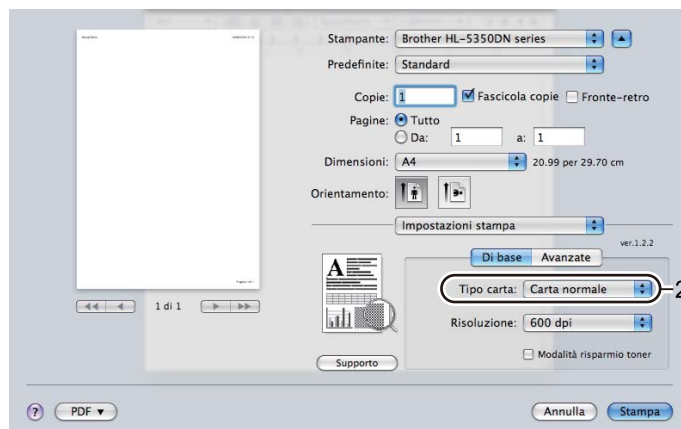 Stampante: Brother HL-5350DN series
Predefinite: Standard
Copie: 1 Fascicola copie Fronte-retro
Pagine: Tutto
Da: 1 a: 1
Dimensioni: A4 20.99 per 29.70 cm
Orientamento:
Impostazioni stampa
ver.1.2.2
Di base Avanzate
Tipo carta: Carta normale 2
Risoluzione: 600 dpi
Modalità risparmio toner
1 di 1
Supporto
? PDF Annulla Stampa